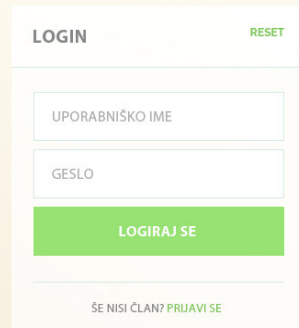 LOGIN
RESET
UPORABNIŠKO IME
GESLO
LOGIRAJ SE
ŠE NISI ČLAN? PRIJAVI SE